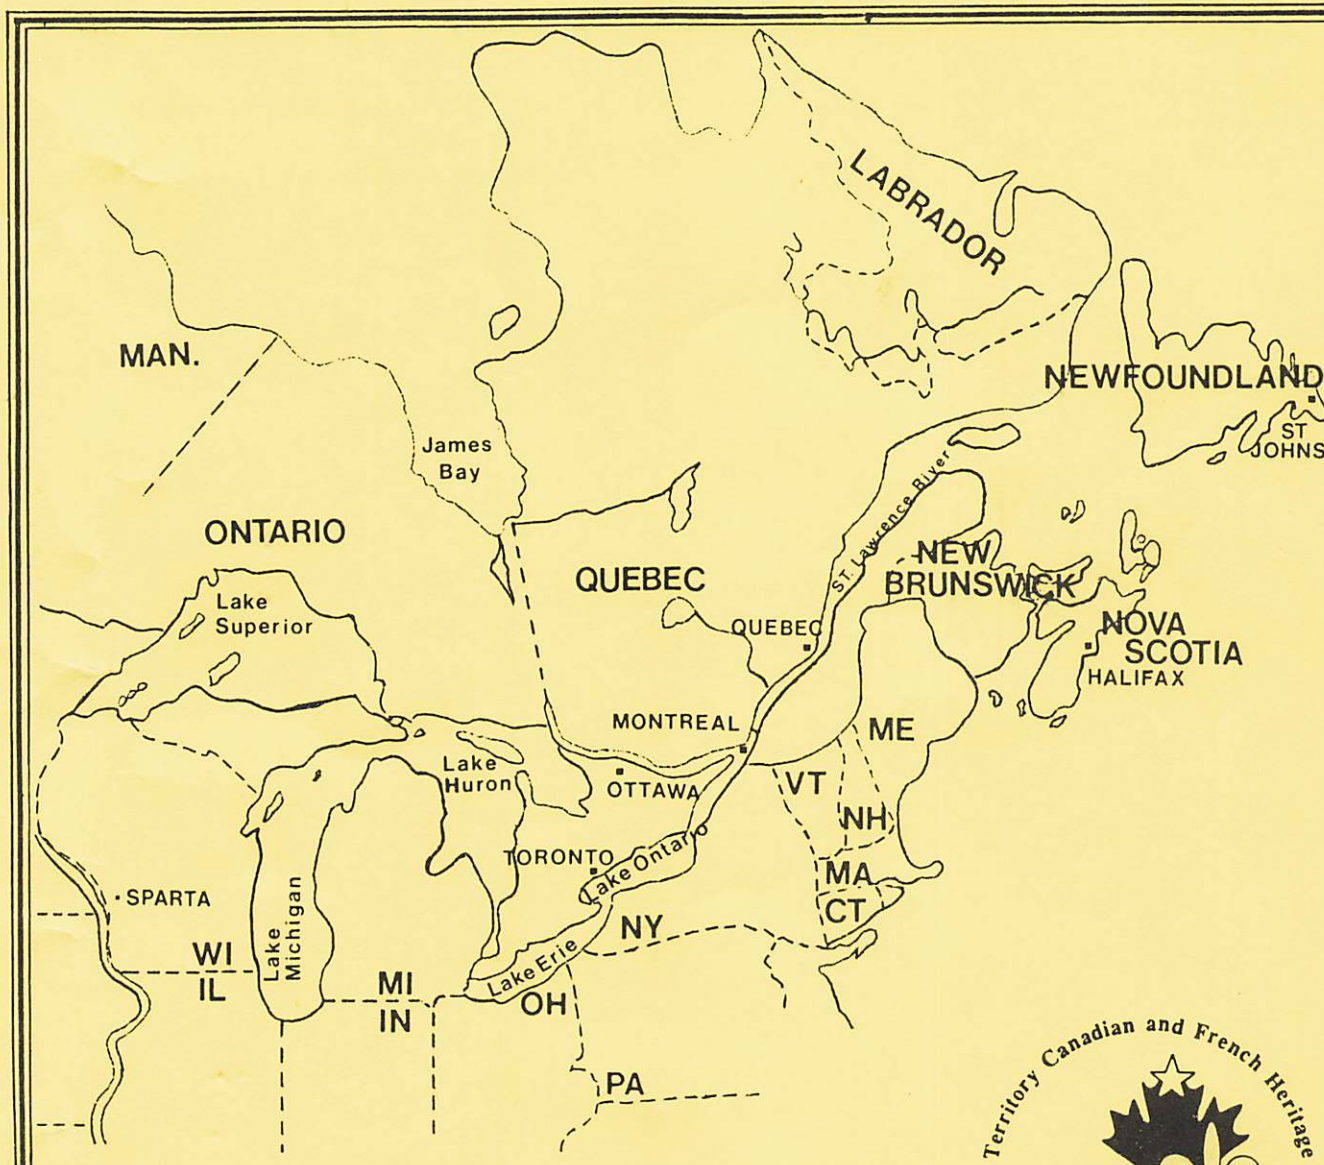 LABRADOR
MAN.
NEWFOUNDLAND
ST
JOHNS
James
Bay
ONTARIO
ST. Lawrence River
QUEBEC
NEW
BRUNSWICK
Lake
Superior
QUEBEC
NOVA
SCOTIA
HALIFAX
MONTREAL
ME
Lake
Huron
OTTAWA
VT
NH
TORONTO
Lake Ontario
MA
SPARTA
CT
Lake
Michigan
NY
WI
IL
Lake Erie
MI
IN
OH
PA
Territory Canadian and French Heritage